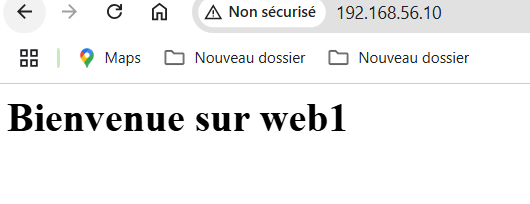 Non sécurisé 192.168.56.10
Maps Nouveau dossier Nouveau dossier
Bienvenue sur web1